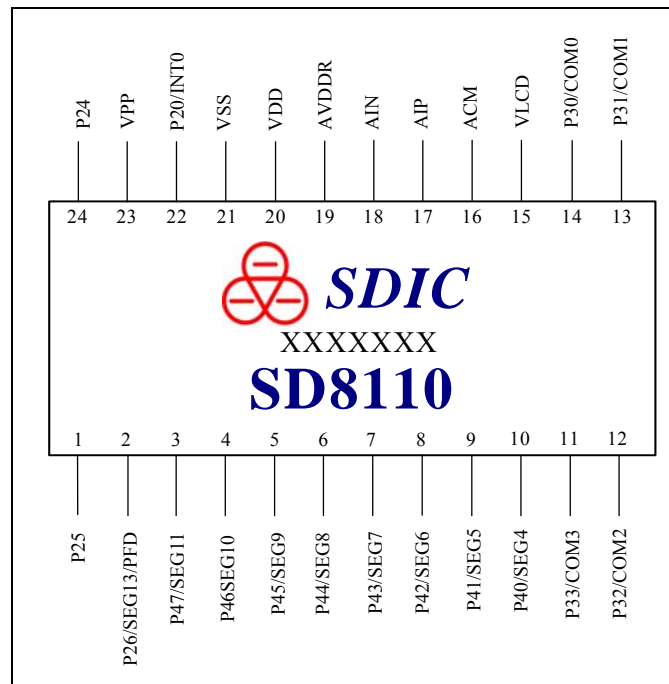 P24
VPP
P20/INT0
VSS
VDD
AVDDR
AIN
AIP
ACM
VLCD
P30/COM0
P31/COM1
24 23 22 21 20 19 18 17 16 15 14 13
SDIC
XXXXXXX
SD8110
1 2 3 4 5 6 7 8 9 10 11 12
P25
P26/SEG13/PFD
P47/SEG11
P46SEG10
P45/SEG9
P44/SEG8
P43/SEG7
P42/SEG6
P41/SEG5
P40/SEG4
P33/COM3
P32/COM2